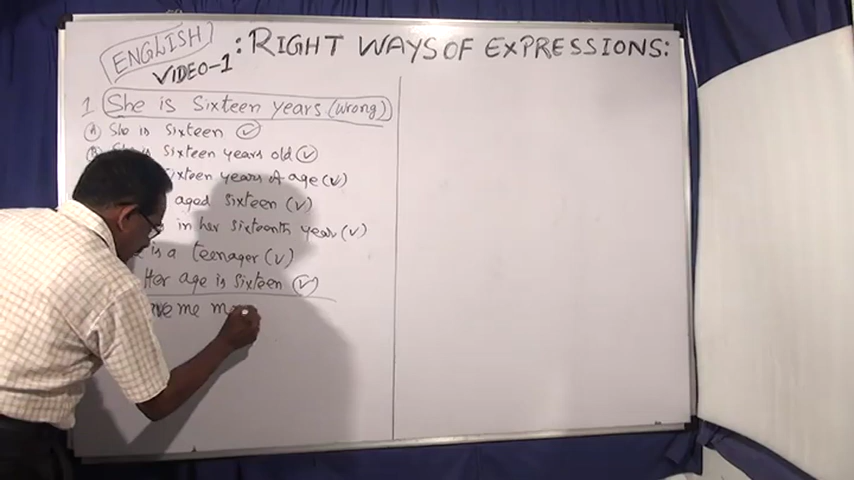 ENGLISH
VIDEO-1
: RIGHT WAYS OF EXPRESSIONS:
1 She is Sixteen years (wrong)
A She is sixteen ✓
B She is Sixteen years old ✓
sixteen years of age (✓)
aged sixteen (✓)
in her sixteenth year (✓)
is a teenager (✓)
Her age is sixteen ✓
me